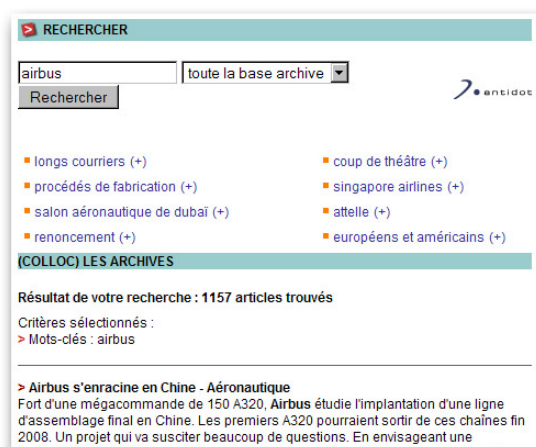 RECHERCHER
airbus toute la base archive
Rechercher
antidot
longs courriers (+) coup de théâtre (+)
procédés de fabrication (+) singapore airlines (+)
salon aéronautique de dubaï (+) attelle (+)
renoncement (+) européens et américains (+)
(COLLOC) LES ARCHIVES
Résultat de votre recherche : 1157 articles trouvés
Critères sélectionnés :
> Mots-clés : airbus
> Airbus s'enracine en Chine - Aéronautique
Fort d'une mégacommande de 150 A320, Airbus étudie l'implantation d'une ligne
d'assemblage final en Chine. Les premiers A320 pourraient sortir de ces chaînes fin
2008. Un projet qui va susciter beaucoup de questions. En envisageant une